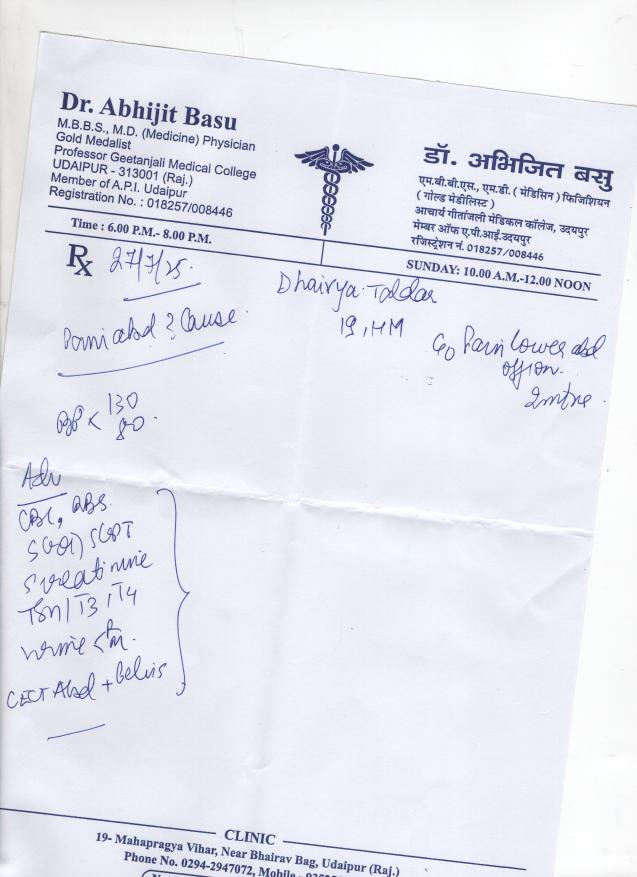 Dr. Abhijit Basu
M.B.B.S., M.D. (Medicine) Physician
Gold Medalist
Professor Geetanjali Medical College
UDAIPUR - 313001 (Raj.)
Member of A.P.I. Udaipur
Registration No. : 018257/008446
डॉ. अभिजित बसु
एम.बी.बी.एस., एम.डी. ( मेडिसिन ) फिजिशियन
( गोल्ड मेडीलिस्ट )
आचार्य गीतांजली मेडिकल कॉलेज, उदयपुर
मेम्बर ऑफ ए.पी.आई.उदयपुर
रजिस्ट्रेशन नं. 018257/008446
Time : 6.00 P.M.- 8.00 P.M.
SUNDAY: 10.00 A.M.-12.00 NOON
Rx 27/7/25.
Dhairya
19, HM
Pain abd ? Cause.
C/o Pain lower abd
off/on.
BP < 130
80.
Adv
CBC, RBS.
SGOT, SGPT
S creatinine
TSH / T3, T4
urine
CECT Abd + Pelvis
CLINIC
19- Mahapragya Vihar, Near Bhairav Bag, Udaipur (Raj.)
Phone No. 0294-2947072, Mobile -